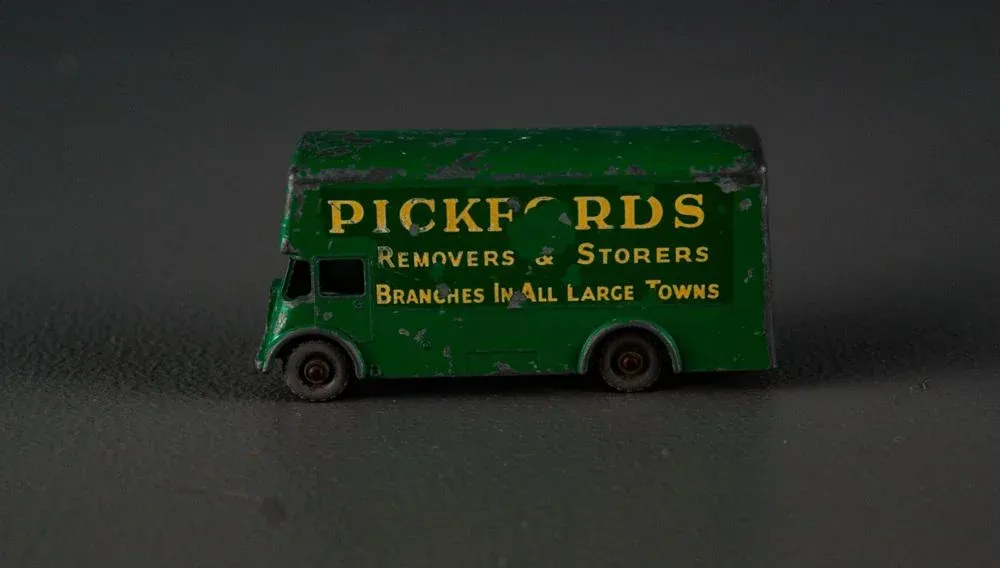 PICKFORDS
REMOVERS & STORERS
BRANCHES IN ALL LARGE TOWNS